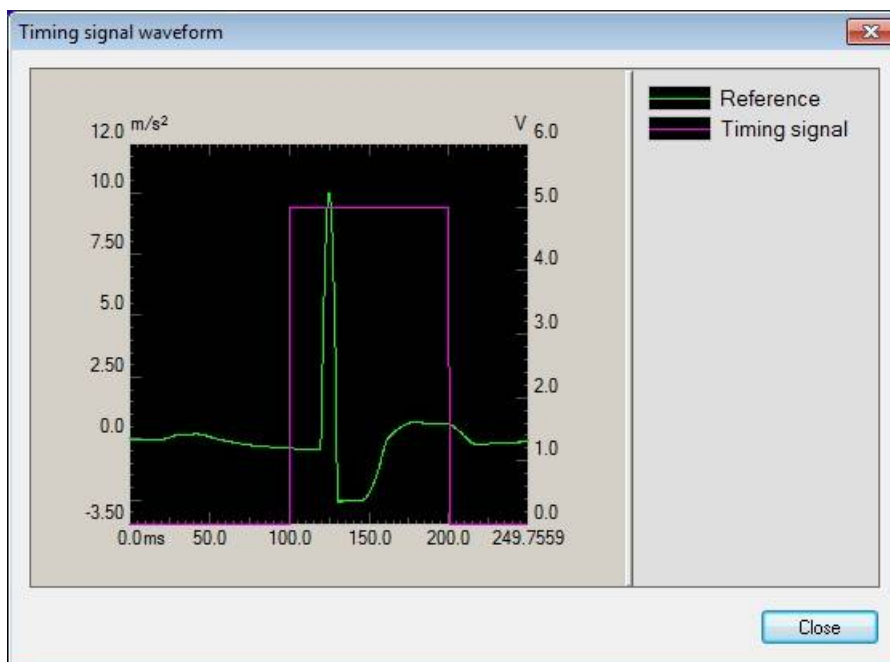 Timing signal waveform
Reference
Timing signal
12.0 m/s² V 6.0
10.0 5.0
7.50 4.0
5.0 3.0
2.50 2.0
0.0 1.0
-3.50 0.0
0.0ms 50.0 100.0 150.0 200.0 249.7559
Close